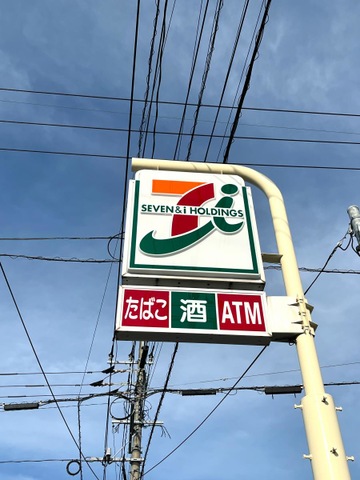 SEVEN & i HOLDINGS
たばこ 酒 ATM